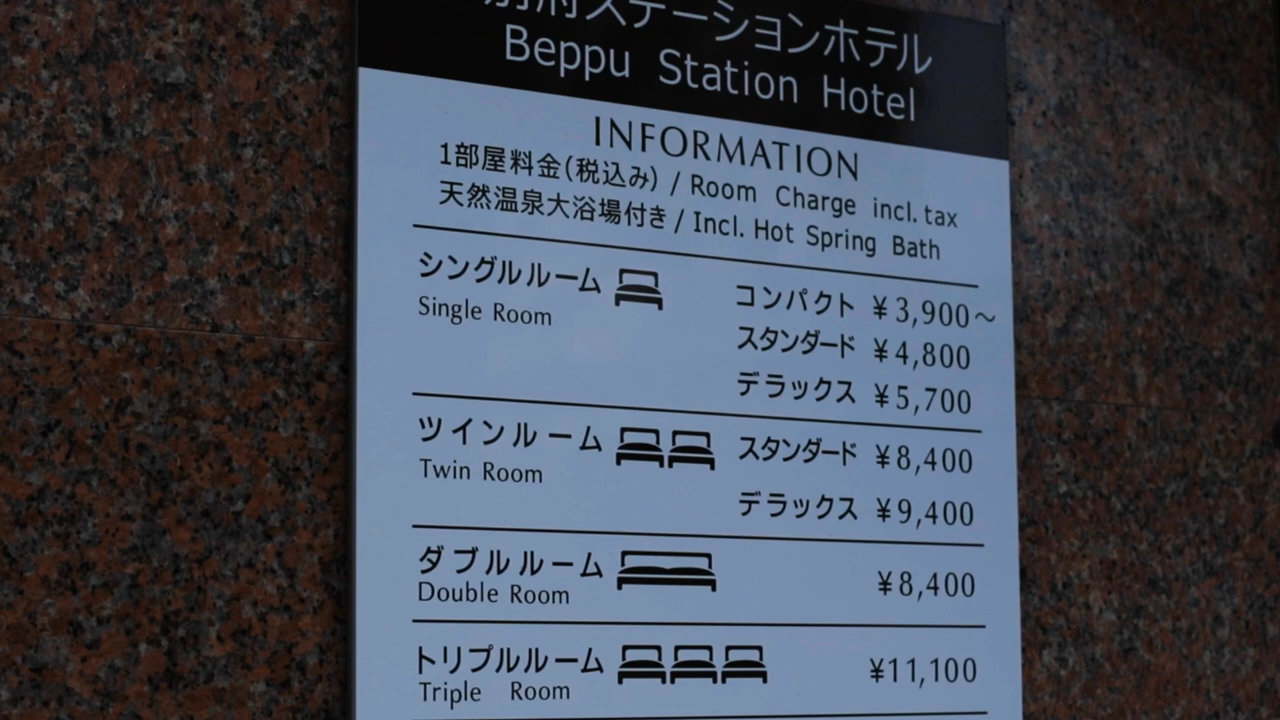 別府ステーションホテル
Beppu Station Hotel
INFORMATION
1部屋料金(税込み) / Room Charge incl. tax
天然温泉大浴場付き / Incl. Hot Spring Bath
シングルルーム コンパクト ¥3,900～
Single Room
スタンダード ¥4,800
デラックス ¥5,700
ツインルーム スタンダード ¥8,400
Twin Room
デラックス ¥9,400
ダブルルーム ¥8,400
Double Room
トリプルルーム ¥11,100
Triple Room